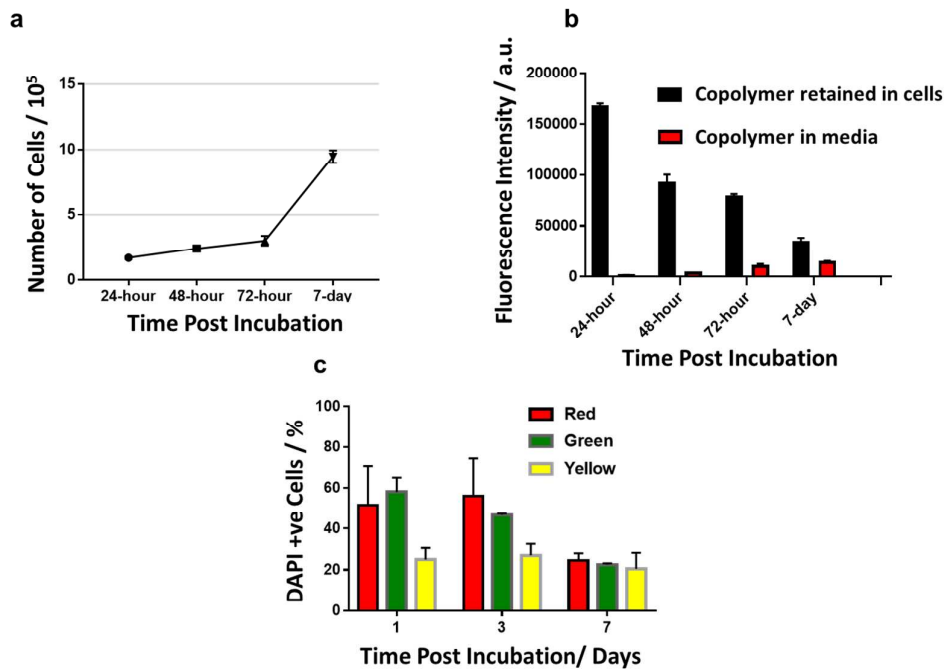 a
Number of Cells / 10⁵
15
10
5
0
24-hour 48-hour 72-hour 7-day
Time Post Incubation
b
Fluorescence Intensity / a.u.
200000
150000
100000
50000
0
Copolymer retained in cells
Copolymer in media
24-hour 48-hour 72-hour 7-day
Time Post Incubation
c
DAPI +ve Cells / %
100
80
60
40
20
0
Red
Green
Yellow
1 3 7
Time Post Incubation/ Days